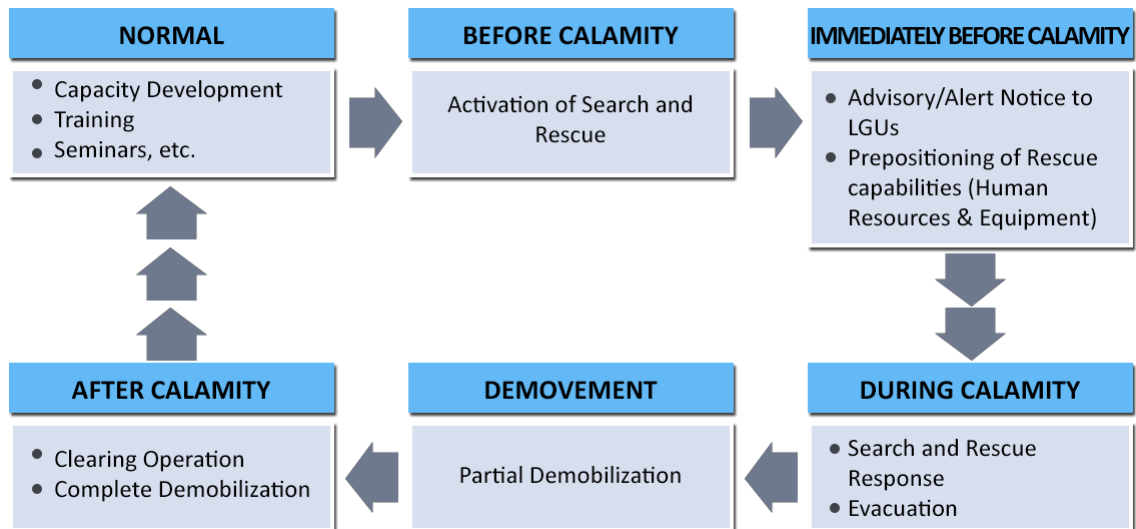 NORMAL
• Capacity Development
• Training
• Seminars, etc.
BEFORE CALAMITY
Activation of Search and
Rescue
IMMEDIATELY BEFORE CALAMITY
• Advisory/Alert Notice to
LGUs
• Prepositioning of Rescue
capabilities (Human
Resources & Equipment)
DURING CALAMITY
• Search and Rescue
Response
• Evacuation
DEMOVEMENT
Partial Demobilization
AFTER CALAMITY
• Clearing Operation
• Complete Demobilization